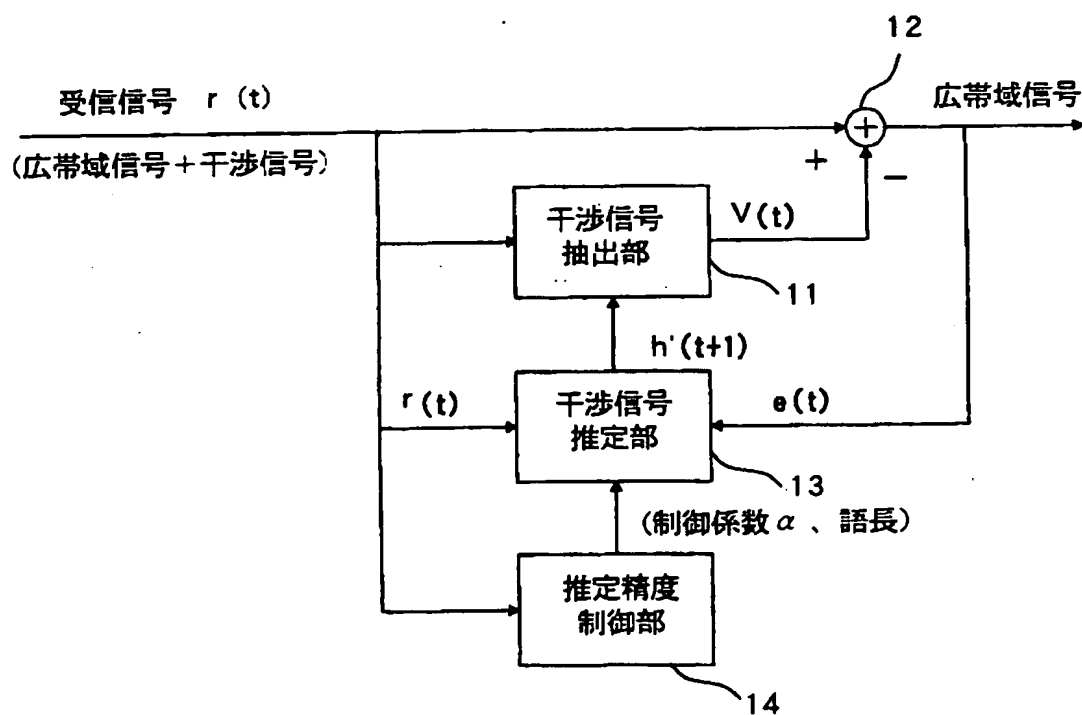 12
受信信号 r (t)
広帯域信号
(広帯域信号+干渉信号)
+
+
−
干渉信号
抽出部
V(t)
11
h'(t+1)
r(t)
干渉信号
推定部
e(t)
13
(制御係数α、語長)
推定精度
制御部
14